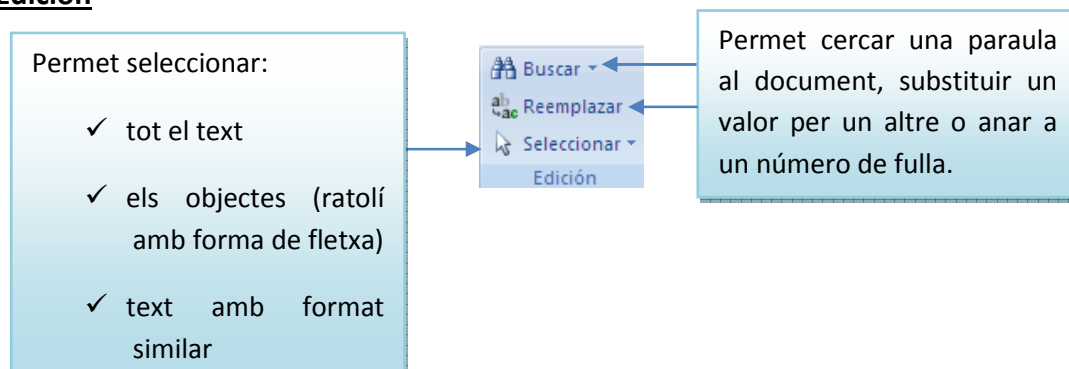 Edición
Permet seleccionar:
✓ tot el text
✓ els objectes (ratolí
amb forma de fletxa)
✓ text amb format
similar
Buscar
Reemplazar
Seleccionar
Edición
Permet cercar una paraula
al document, substituir un
valor per un altre o anar a
un número de fulla.